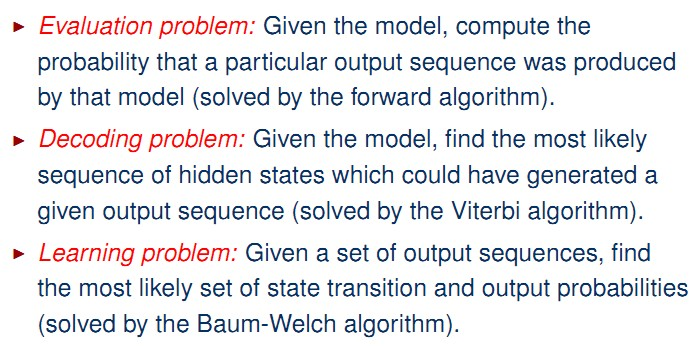 ► Evaluation problem: Given the model, compute the
probability that a particular output sequence was produced
by that model (solved by the forward algorithm).
► Decoding problem: Given the model, find the most likely
sequence of hidden states which could have generated a
given output sequence (solved by the Viterbi algorithm).
► Learning problem: Given a set of output sequences, find
the most likely set of state transition and output probabilities
(solved by the Baum-Welch algorithm).